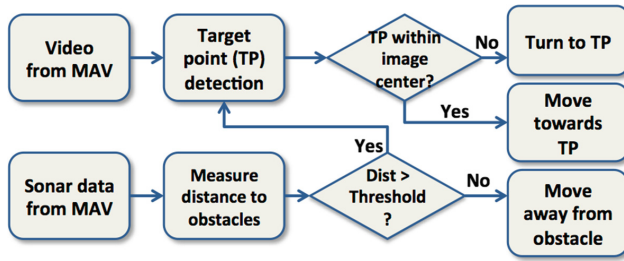 Video
from MAV
Target
point (TP)
detection
TP within
image
center?
No
Turn to TP
Yes
Move
towards
TP
Sonar data
from MAV
Measure
distance to
obstacles
Yes
Dist >
Threshold
?
No
Move
away from
obstacle